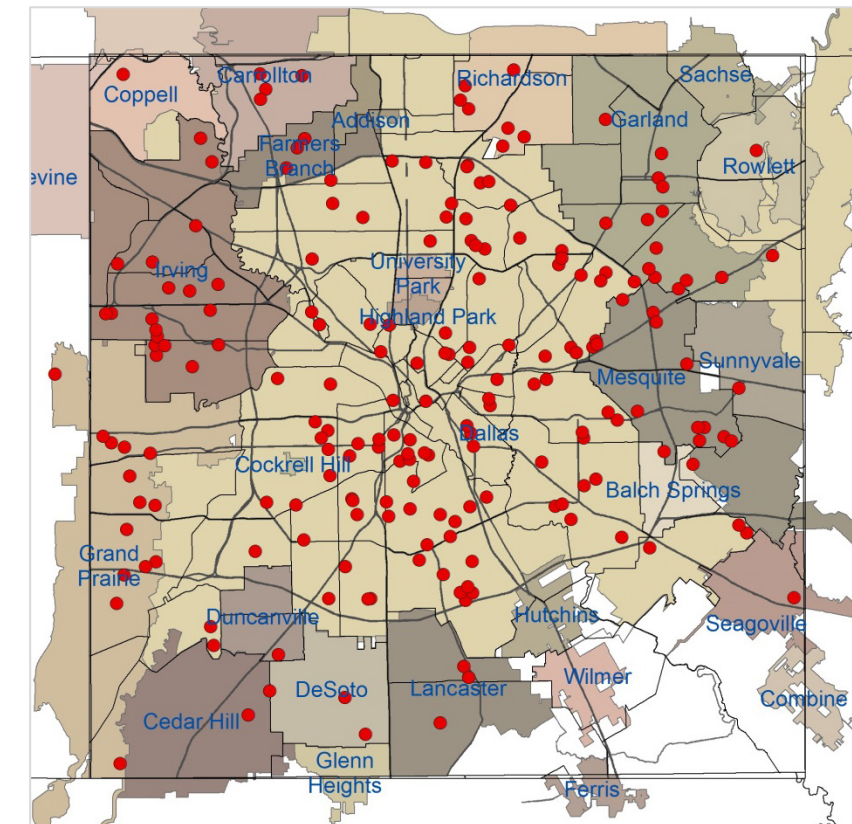 Carrollton
Richardson
Sachse
Coppell
Addison
Garland
Farmers
Branch
Rowlett
evine
University
Park
Irving
Highland Park
Sunnyvale
Mesquite
Dallas
Cockrell Hill
Balch Springs
Grand
Prairie
Duncanville
Hutchins
Seagoville
Wilmer
DeSoto
Lancaster
Combine
Cedar Hill
Glenn
Heights
Ferris